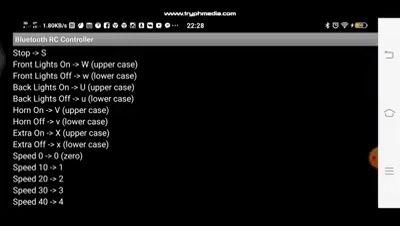 www.tryphmedia.com
1.80KB/s
22:28
Bluetooth RC Controller
Stop -> S
Front Lights On -> W (upper case)
Front Lights Off -> w (lower case)
Back Lights On -> U (upper case)
Back Lights Off -> u (lower case)
Horn On -> V (upper case)
Horn Off -> v (lower case)
Extra On -> X (upper case)
Extra Off -> x (lower case)
Speed 0 -> 0 (zero)
Speed 10 -> 1
Speed 20 -> 2
Speed 30 -> 3
Speed 40 -> 4